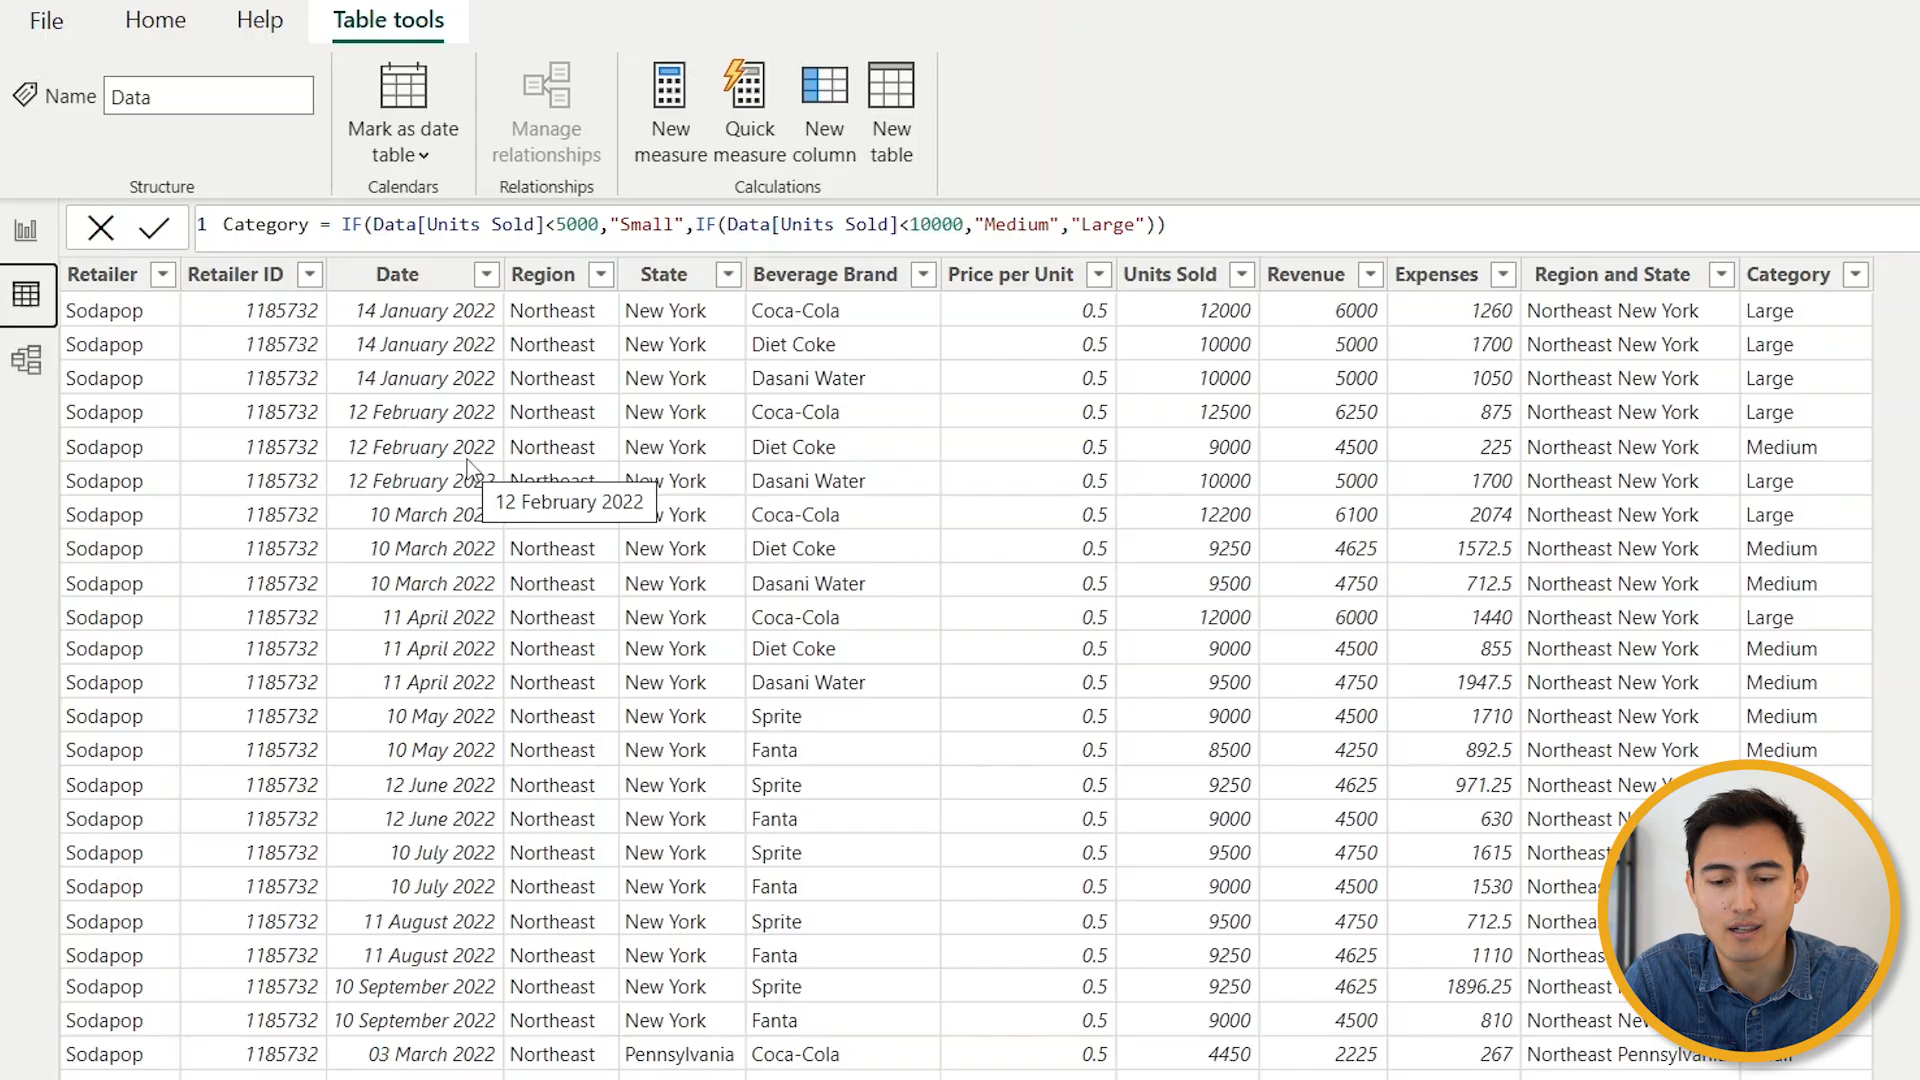 File Home Help Table tools
Name Data
Mark as date table
Manage relationships
New measure
Quick measure
New column
New table
Structure Calendars Relationships Calculations
1 Category = IF(Data[Units Sold]<5000,"Small",IF(Data[Units Sold]<10000,"Medium","Large"))
Retailer Retailer ID Date Region State Beverage Brand Price per Unit Units Sold Revenue Expenses Region and State Category
Sodapop 1185732 14 January 2022 Northeast New York Coca-Cola 0.5 12000 6000 1260 Northeast New York Large
Sodapop 1185732 14 January 2022 Northeast New York Diet Coke 0.5 10000 5000 1700 Northeast New York Large
Sodapop 1185732 14 January 2022 Northeast New York Dasani Water 0.5 10000 5000 1050 Northeast New York Large
Sodapop 1185732 12 February 2022 Northeast New York Coca-Cola 0.5 12500 6250 875 Northeast New York Large
Sodapop 1185732 12 February 2022 Northeast New York Diet Coke 0.5 9000 4500 225 Northeast New York Medium
Sodapop 1185732 12 February 2022 Northeast New York Dasani Water 0.5 10000 5000 1700 Northeast New York Large
12 February 2022
Sodapop 1185732 10 March 202 York Coca-Cola 0.5 12200 6100 2074 Northeast New York Large
Sodapop 1185732 10 March 2022 Northeast New York Diet Coke 0.5 9250 4625 1572.5 Northeast New York Medium
Sodapop 1185732 10 March 2022 Northeast New York Dasani Water 0.5 9500 4750 712.5 Northeast New York Medium
Sodapop 1185732 11 April 2022 Northeast New York Coca-Cola 0.5 12000 6000 1440 Northeast New York Large
Sodapop 1185732 11 April 2022 Northeast New York Diet Coke 0.5 9000 4500 855 Northeast New York Medium
Sodapop 1185732 11 April 2022 Northeast New York Dasani Water 0.5 9500 4750 1947.5 Northeast New York Medium
Sodapop 1185732 10 May 2022 Northeast New York Sprite 0.5 9000 4500 1710 Northeast New York Medium
Sodapop 1185732 10 May 2022 Northeast New York Fanta 0.5 8500 4250 892.5 Northeast New York Medium
Sodapop 1185732 12 June 2022 Northeast New York Sprite 0.5 9250 4625 971.25 Northeast New
Sodapop 1185732 12 June 2022 Northeast New York Fanta 0.5 9000 4500 630 Northeast
Sodapop 1185732 10 July 2022 Northeast New York Sprite 0.5 9500 4750 1615 Northeast
Sodapop 1185732 10 July 2022 Northeast New York Fanta 0.5 9000 4500 1530
Sodapop 1185732 11 August 2022 Northeast New York Sprite 0.5 9500 4750 712.5
Sodapop 1185732 11 August 2022 Northeast New York Fanta 0.5 9250 4625 1110
Sodapop 1185732 10 September 2022 Northeast New York Sprite 0.5 9250 4625 1896.25 Northeast
Sodapop 1185732 10 September 2022 Northeast New York Fanta 0.5 9000 4500 810 Northeast
Sodapop 1185732 03 March 2022 Northeast Pennsylvania Coca-Cola 0.5 4450 2225 267 Northeast Pennsylvania